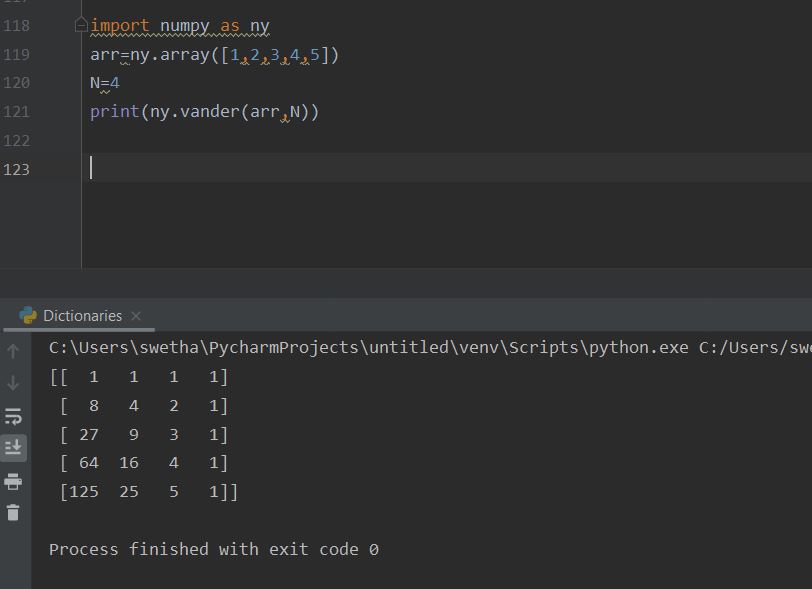 117
118 import numpy as ny
119 arr=ny.array([1,2,3,4,5])
120 N=4
121 print(ny.vander(arr,N))
122
123
Dictionaries
C:\Users\swetha\PycharmProjects\untitled\venv\Scripts\python.exe C:/Users/swe
[[  1   1   1   1]
 [  8   4   2   1]
 [ 27   9   3   1]
 [ 64  16   4   1]
 [125  25   5   1]]
Process finished with exit code 0